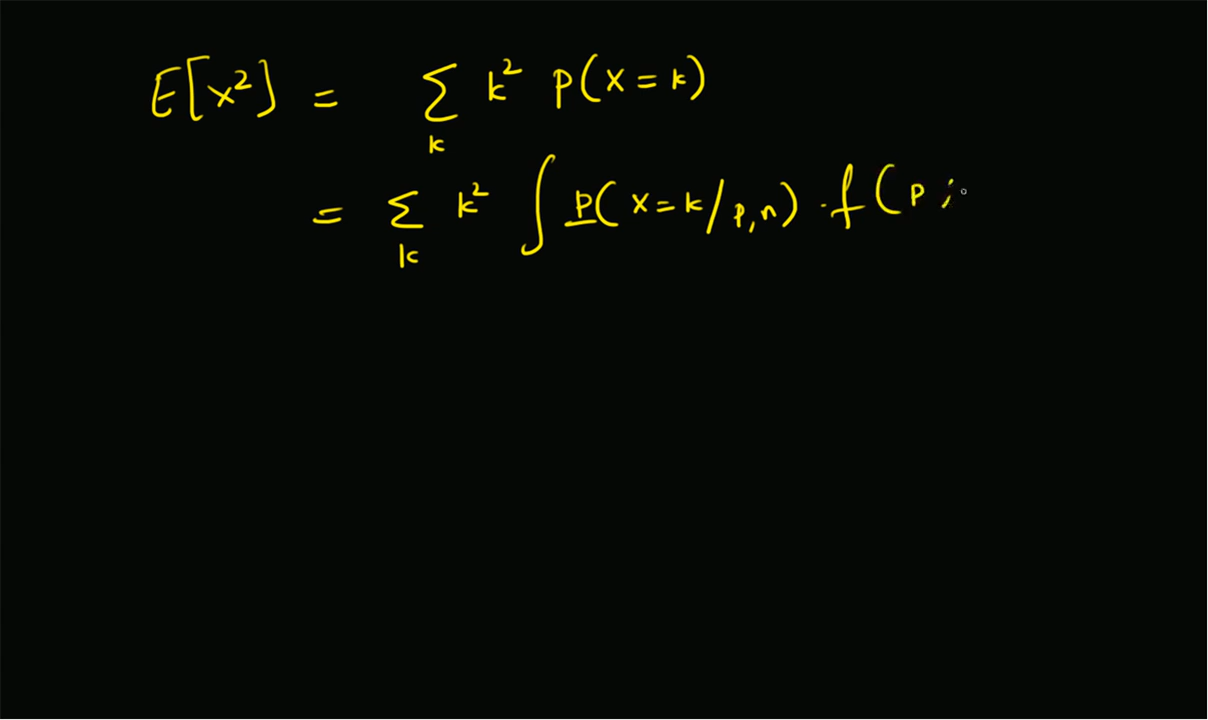 E[x²] = Σ k² P(x=k)
k
= Σ k² ∫ P(x=k/p,n) · f(p;
k